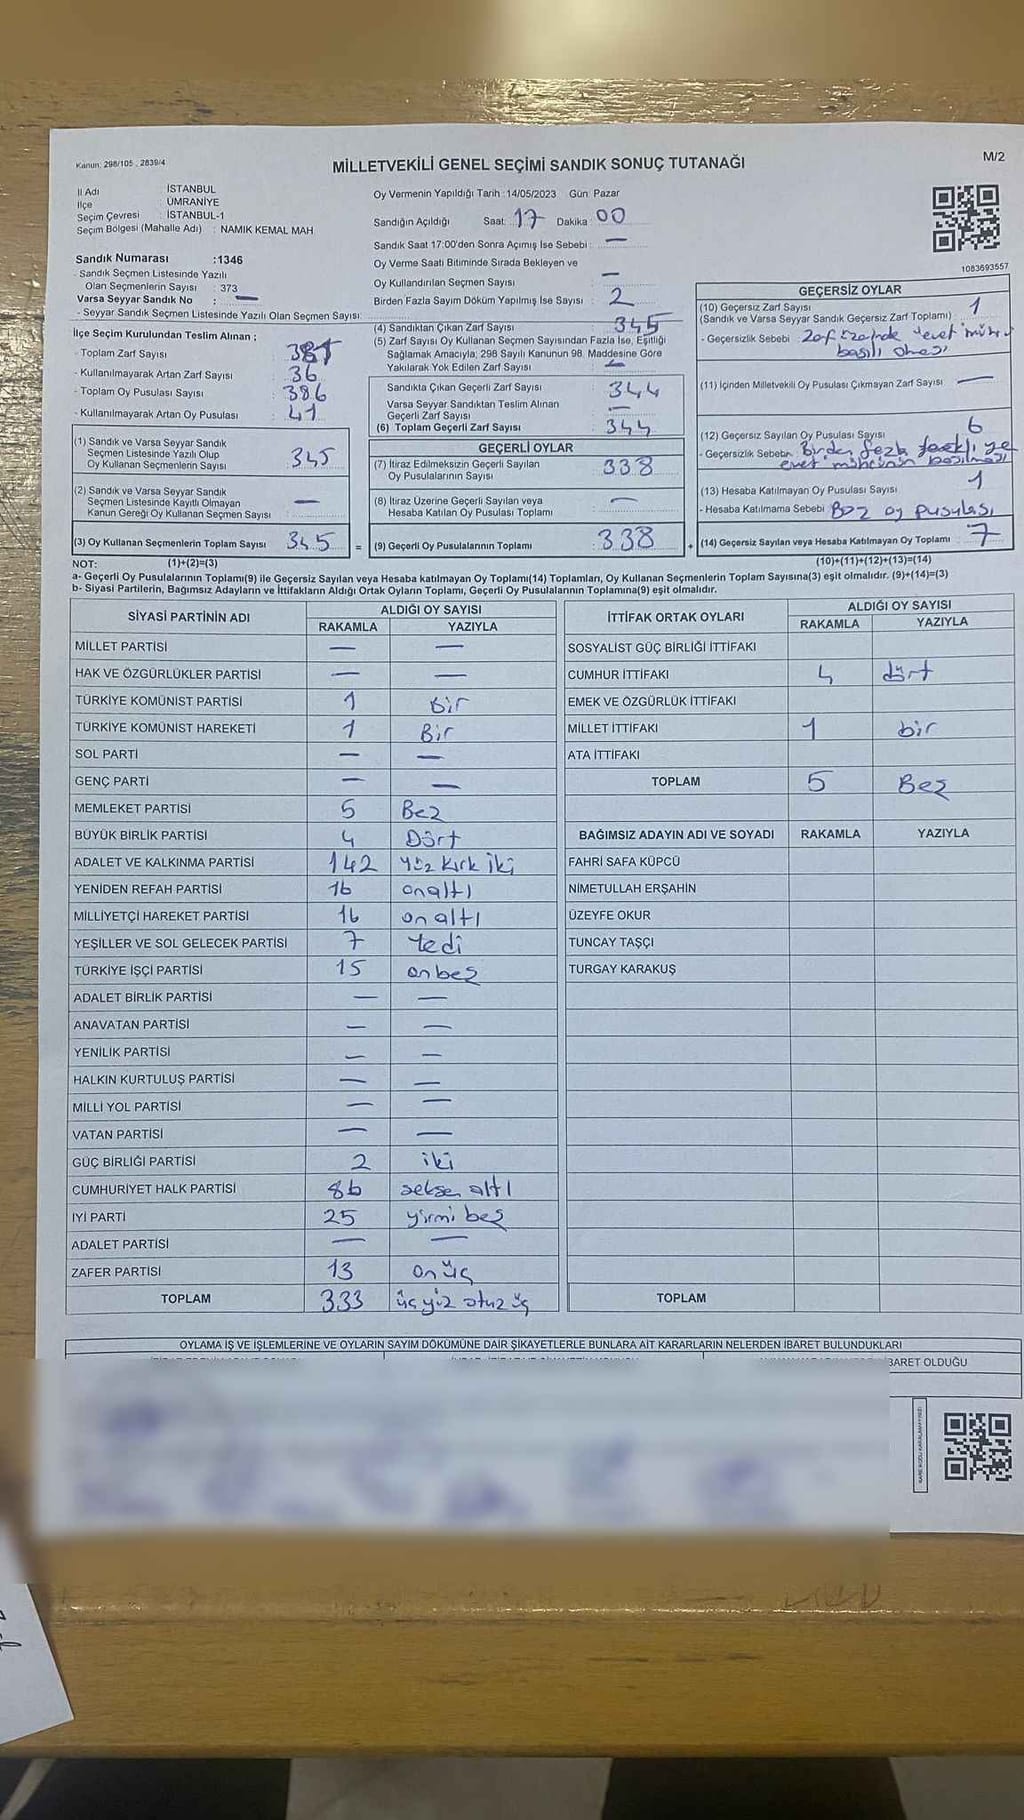 Kanun: 298/105 . 2839/4
MİLLETVEKİLİ GENEL SEÇİMİ SANDIK SONUÇ TUTANAĞI
M/2
İl Adı İSTANBUL
İlçe ÜMRANİYE
Seçim Çevresi İSTANBUL-1
Seçim Bölgesi (Mahalle Adı) : NAMIK KEMAL MAH
Sandık Numarası :1346
- Sandık Seçmen Listesinde Yazılı
Olan Seçmenlerin Sayısı : 373
Varsa Seyyar Sandık No : —
- Seyyar Sandık Seçmen Listesinde Yazılı Olan Seçmen Sayısı:
Oy Vermenin Yapıldığı Tarih : 14/05/2023 Gün: Pazar
Sandığın Açıldığı Saat: 17 Dakika: 00
Sandık Saat 17:00'den Sonra Açımış İse Sebebi : —
Oy Verme Saati Bitiminde Sırada Bekleyen ve
Oy Kullandırılan Seçmen Sayısı : —
Birden Fazla Sayım Döküm Yapılmış İse Sayısı : 2
1083693557
İlçe Seçim Kurulundan Teslim Alınan ;
- Toplam Zarf Sayısı :
- Kullanılmayarak Artan Zarf Sayısı : 36
- Toplam Oy Pusulası Sayısı : 386
- Kullanılmayarak Artan Oy Pusulası : 41
(1) Sandık ve Varsa Seyyar Sandık
Seçmen Listesinde Yazılı Olup
Oy Kullanan Seçmenlerin Sayısı : 345
(2) Sandık ve Varsa Seyyar Sandık
Seçmen Listesinde Kayıtlı Olmayan
Kanun Gereği Oy Kullanan Seçmen Sayısı : —
(3) Oy Kullanan Seçmenlerin Toplam Sayısı : 345 =
(4) Sandıktan Çıkan Zarf Sayısı : 345
(5) Zarf Sayısı Oy Kullanan Seçmen Sayısından Fazla İse, Eşitliği
Sağlamak Amacıyla; 298 Sayılı Kanunun 98. Maddesine Göre
Yakılarak Yok Edilen Zarf Sayısı : —
Sandıkta Çıkan Geçerli Zarf Sayısı : 344
Varsa Seyyar Sandıktan Teslim Alınan
Geçerli Zarf Sayısı : —
(6) Toplam Geçerli Zarf Sayısı : 344
GEÇERLİ OYLAR
(7) İtiraz Edilmeksizin Geçerli Sayılan
Oy Pusulalarının Sayısı : 338
(8) İtiraz Üzerine Geçerli Sayılan veya
Hesaba Katılan Oy Pusulası Toplamı : —
(9) Geçerli Oy Pusulalarının Toplamı : 338 +
GEÇERSİZ OYLAR
(10) Geçersiz Zarf Sayısı : 1
(Sandık ve Varsa Seyyar Sandık Geçersiz Zarf Toplamı)
- Geçersizlik Sebebi : Zarf üzerinde "evet"
basılı olması
(11) İçinden Milletvekili Oy Pusulası Çıkmayan Zarf Sayısı : —
(12) Geçersiz Sayılan Oy Pusulası Sayısı : 6
- Geçersizlik Sebebi : Birden fazla farklı
evet mührünün basılması
(13) Hesaba Katılmayan Oy Pusulası Sayısı : 1
- Hesaba Katılmama Sebebi : Boz oy pusulası
(14) Geçersiz Sayılan veya Hesaba Katılmayan Oy Toplamı : 7
NOT: (1)+(2)=(3)
(10)+(11)+(12)+(13)=(14)
a- Geçerli Oy Pusulalarının Toplamı(9) ile Geçersiz Sayılan veya Hesaba katılmayan Oy Toplamı(14) Toplamları, Oy Kullanan Seçmenlerin Toplam Sayısına(3) eşit olmalıdır. (9)+(14)=(3)
b- Siyasi Partilerin, Bağımsız Adayların ve İttifakların Aldığı Ortak Oyların Toplamı, Geçerli Oy Pusulalarının Toplamına(9) eşit olmalıdır.
SİYASİ PARTİNİN ADI ALDIĞI OY SAYISI
RAKAMLA YAZIYLA
MİLLET PARTİSİ — —
HAK VE ÖZGÜRLÜKLER PARTİSİ — —
TÜRKİYE KOMÜNİST PARTİSİ 1 Bir
TÜRKİYE KOMÜNİST HAREKETİ 1 Bir
SOL PARTİ — —
GENÇ PARTİ — —
MEMLEKET PARTİSİ 5 Beş
BÜYÜK BİRLİK PARTİSİ 4 Dört
ADALET VE KALKINMA PARTİSİ 142 Yüz kırk iki
YENİDEN REFAH PARTİSİ 16 onaltı
MİLLİYETÇİ HAREKET PARTİSİ 16 on altı
YEŞİLLER VE SOL GELECEK PARTİSİ 7 Yedi
TÜRKİYE İŞÇİ PARTİSİ 15 onbeş
ADALET BİRLİK PARTİSİ — —
ANAVATAN PARTİSİ — —
YENİLİK PARTİSİ — —
HALKIN KURTULUŞ PARTİSİ — —
MİLLİ YOL PARTİSİ — —
VATAN PARTİSİ — —
GÜÇ BİRLİĞİ PARTİSİ 2 iki
CUMHURİYET HALK PARTİSİ 86 seksen altı
İYİ PARTİ 25 yirmi beş
ADALET PARTİSİ — —
ZAFER PARTİSİ 13 on üç
TOPLAM 333 üç yüz otuz üç
İTTİFAK ORTAK OYLARI ALDIĞI OY SAYISI
RAKAMLA YAZIYLA
SOSYALİST GÜÇ BİRLİĞİ İTTİFAKI
CUMHUR İTTİFAKI 4 dört
EMEK VE ÖZGÜRLÜK İTTİFAKI
MİLLET İTTİFAKI 1 bir
ATA İTTİFAKI
TOPLAM 5 Beş
BAĞIMSIZ ADAYIN ADI VE SOYADI RAKAMLA YAZIYLA
FAHRİ SAFA KÜPCÜ
NİMETULLAH ERŞAHİN
ÜZEYFE OKUR
TUNCAY TAŞÇI
TURGAY KARAKUŞ
TOPLAM
OYLAMA İŞ VE İŞLEMLERİNE VE OYLARIN SAYIM DÖKÜMÜNE DAİR ŞİKAYETLERLE BUNLARA AİT KARARLARIN NELERDEN İBARET BULUNDUKLARI
BARET OLDUĞU
KARE KODU KARALAMAYINIZ!